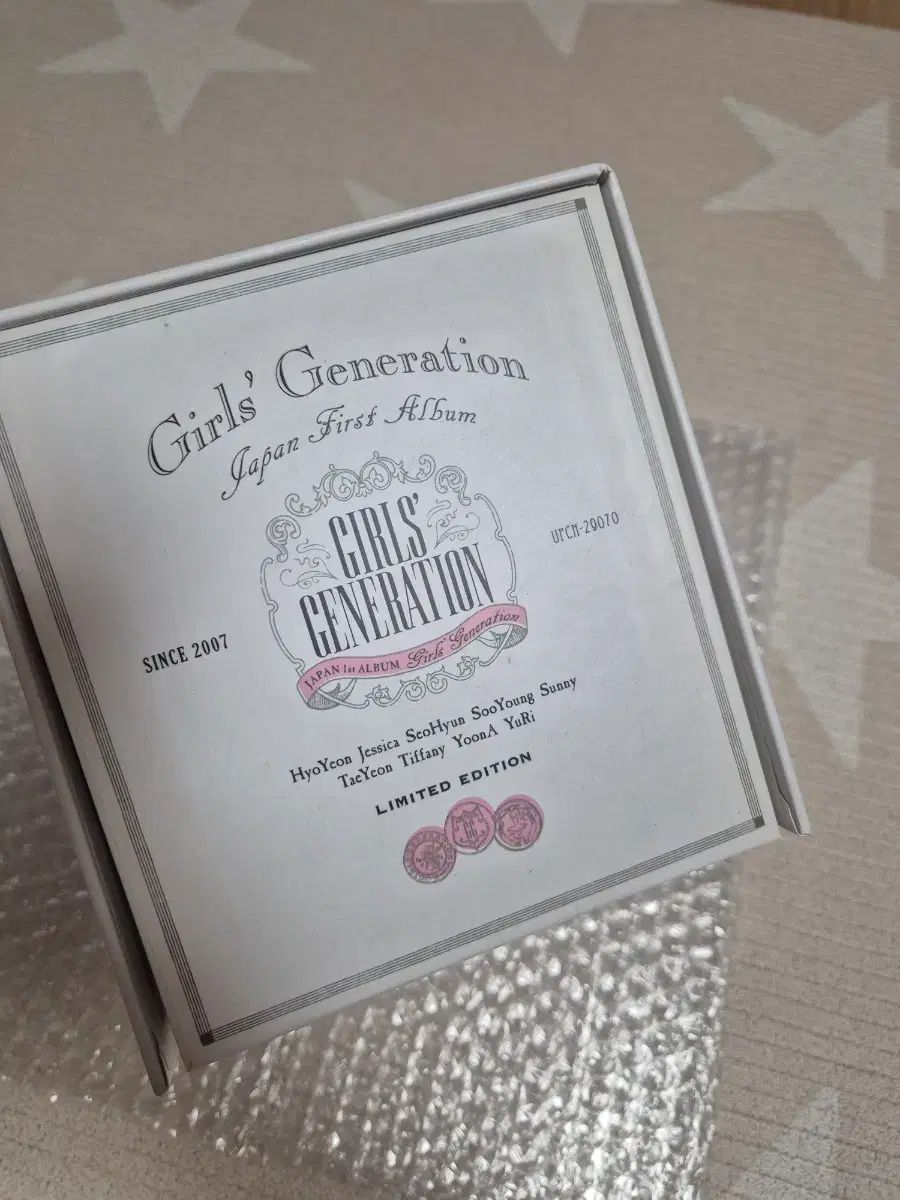 Girls' Generation
Japan First Album
GIRLS'
GENERATION
JAPAN 1st ALBUM Girls' Generation
UPCH-29070
SINCE 2007
HyoYeon Jessica SeoHyun SooYoung Sunny
TaeYeon Tiffany YoonA YuRi
LIMITED EDITION